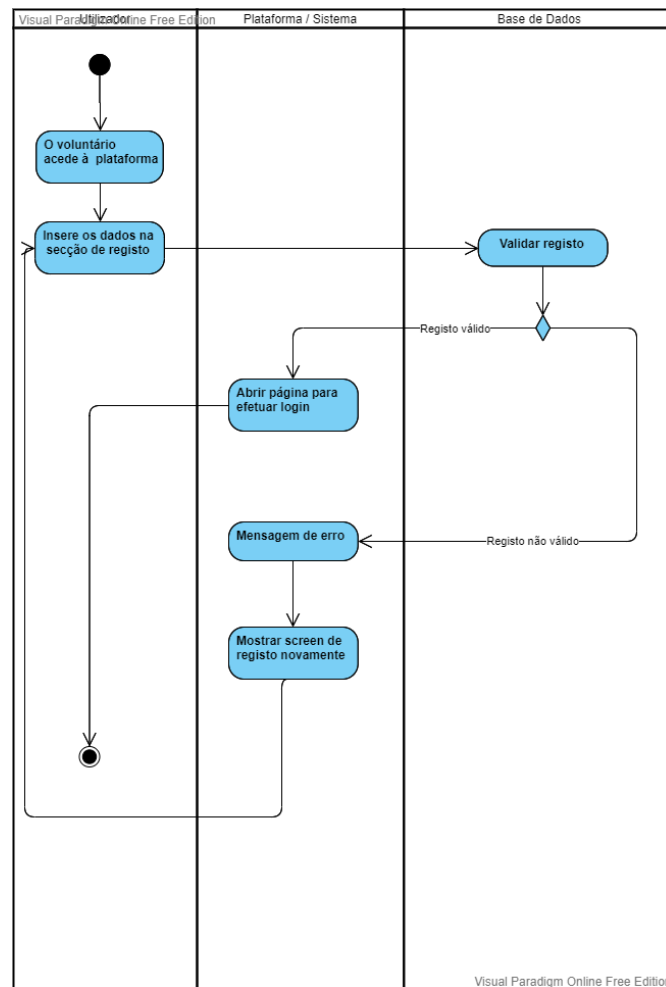 Visual Paradigm Online Free Edition
Utilizador
Plataforma / Sistema
Base de Dados
O voluntário
acede à plataforma
Insere os dados na
secção de registo
Validar registo
Registo válido
Abrir página para
efetuar login
Mensagem de erro
Registo não válido
Mostrar screen de
registo novamente
Visual Paradigm Online Free Edition